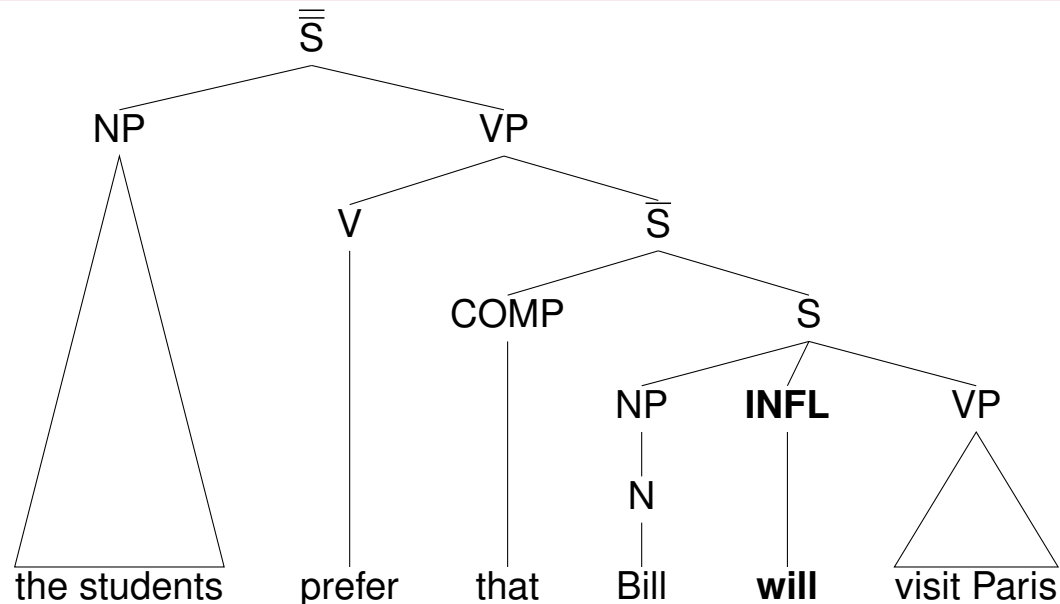 S̿
NP VP
V S̅
COMP S
NP INFL VP
N
the students prefer that Bill will visit Paris